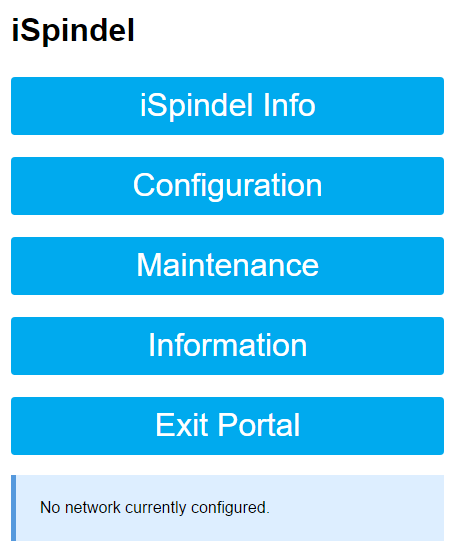 iSpindel
iSpindel Info
Configuration
Maintenance
Information
Exit Portal
No network currently configured.